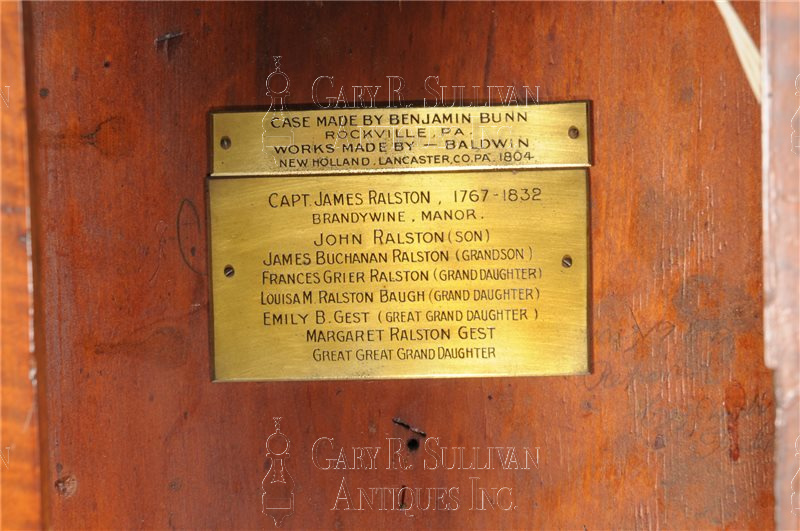 GARY R. SULLIVAN
ANTIQUES INC.
CASE MADE BY BENJAMIN BUNN
ROCKVILLE, PA.
WORKS MADE BY – BALDWIN
NEW HOLLAND. LANCASTER, CO. PA. 1804.
CAPT. JAMES RALSTON, 1767-1832
BRANDYWINE, MANOR.
JOHN RALSTON (SON)
JAMES BUCHANAN RALSTON (GRANDSON)
FRANCES GRIER RALSTON (GRAND DAUGHTER)
LOUISA M. RALSTON BAUGH (GRAND DAUGHTER)
EMILY B. GEST (GREAT GRAND DAUGHTER)
MARGARET RALSTON GEST
GREAT GREAT GRAND DAUGHTER
GARY R. SULLIVAN
ANTIQUES INC.